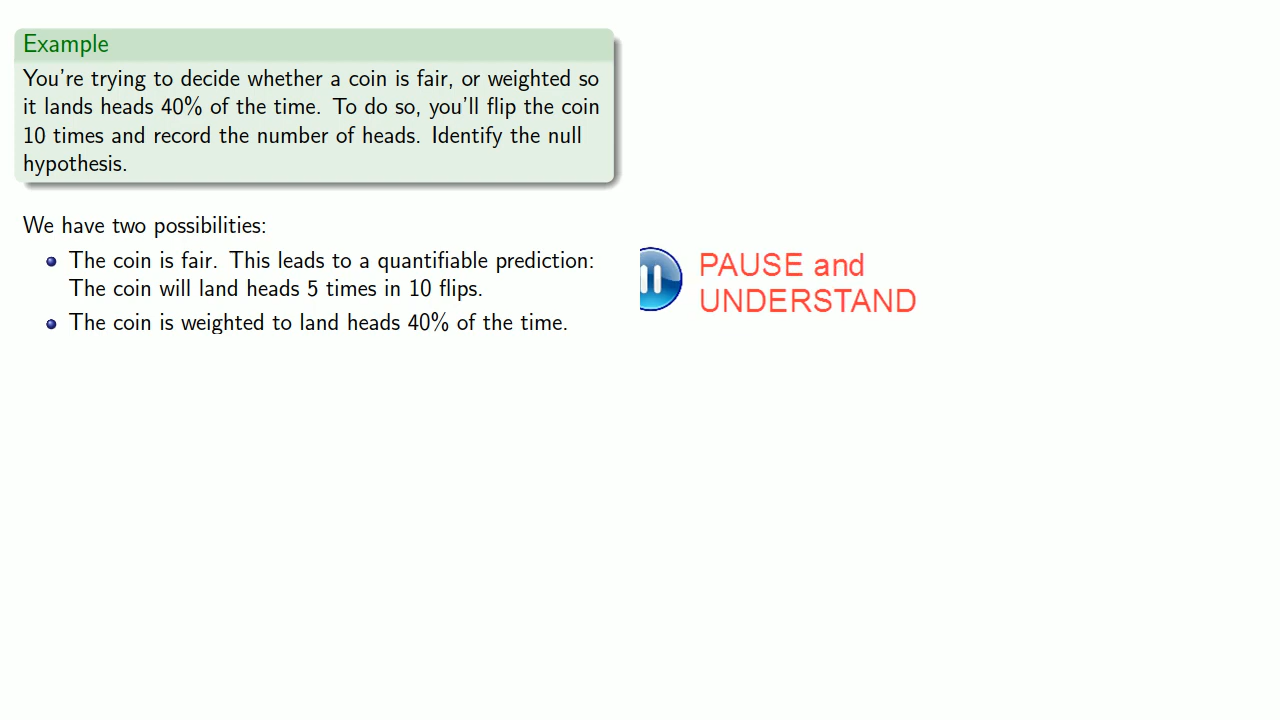 Example
You're trying to decide whether a coin is fair, or weighted so
it lands heads 40% of the time. To do so, you'll flip the coin
10 times and record the number of heads. Identify the null
hypothesis.
We have two possibilities:
The coin is fair. This leads to a quantifiable prediction:
The coin will land heads 5 times in 10 flips.
The coin is weighted to land heads 40% of the time.
PAUSE and
UNDERSTAND